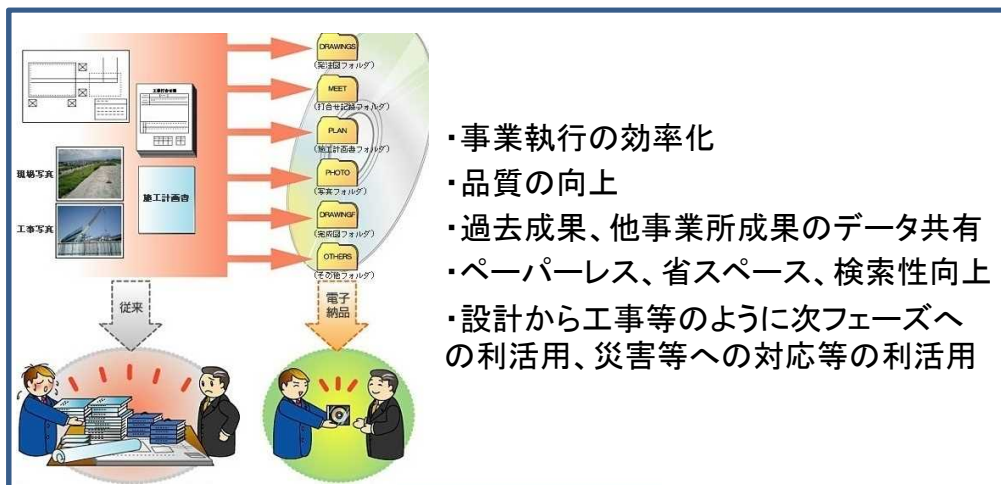 DRAWINGS
(発注図フォルダ)
MEET
(打合せ記録フォルダ)
PLAN
(施工計画書フォルダ)
PHOTO
(写真フォルダ)
DRAWINGF
(完成図フォルダ)
OTHERS
(その他フォルダ)
工事打合せ簿
現場写真
施工計画書
工事写真
従来
電子
納品
・事業執行の効率化
・品質の向上
・過去成果、他事業所成果のデータ共有
・ペーパーレス、省スペース、検索性向上
・設計から工事等のように次フェーズへ
の利活用、災害等への対応等の利活用